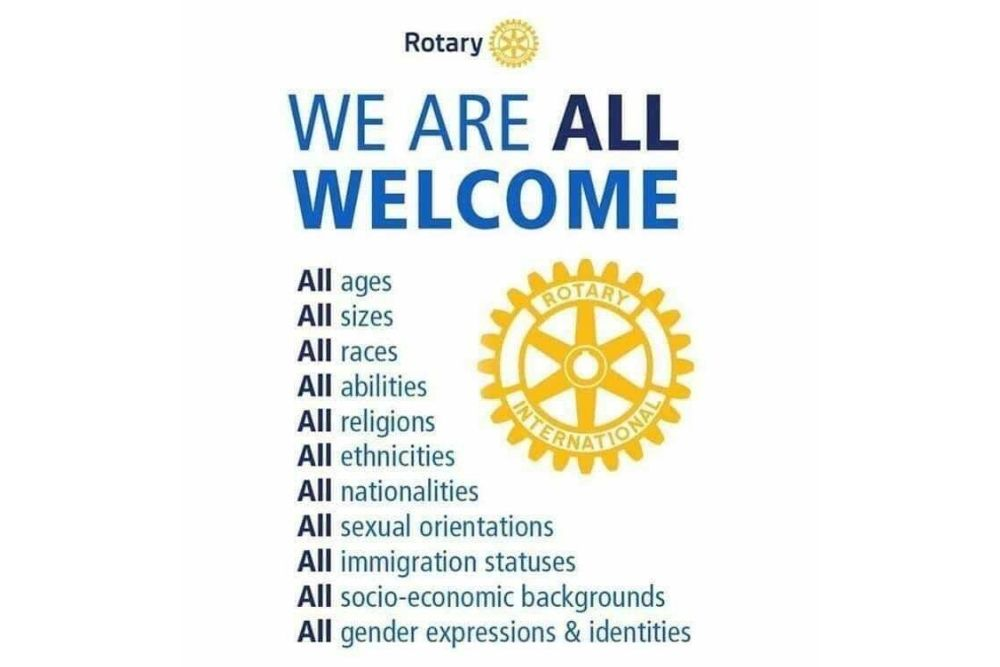 Rotary
WE ARE ALL
WELCOME
All ages
All sizes
All races
All abilities
All religions
All ethnicities
All nationalities
All sexual orientations
All immigration statuses
All socio-economic backgrounds
All gender expressions & identities
ROTARY
INTERNATIONAL